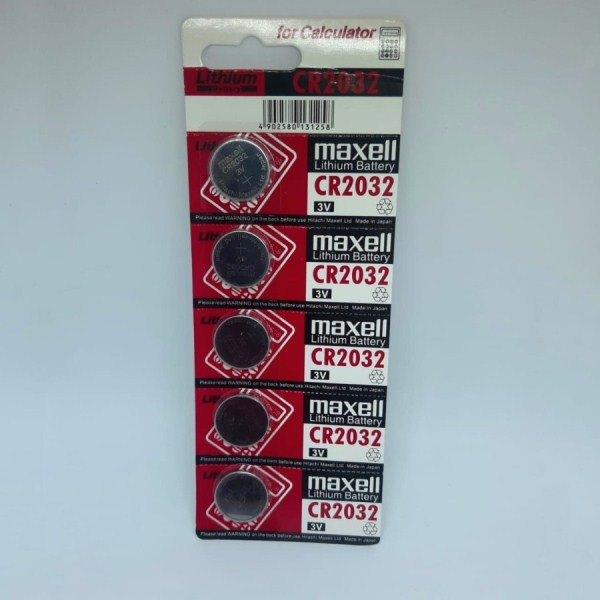 for Calculator
Lithium
Battery
CR2032
4 902580 131258
maxell
Lithium Battery
CR2032
3V
Please read WARNING on the back before use Hitachi Maxell Ltd Made in Japan
maxell
Lithium Battery
CR2032
3V
Please read WARNING on the back before use Hitachi Maxell Ltd Made in Japan
maxell
Lithium Battery
CR2032
3V
Please read WARNING on the back before use Hitachi Maxell Ltd Made in Japan
maxell
Lithium Battery
CR2032
3V
Please read WARNING on the back before use Hitachi Maxell Ltd Made in Japan
maxell
Lithium Battery
CR2032
3V
Please read WARNING on the back before use Hitachi Maxell Ltd Made in Japan